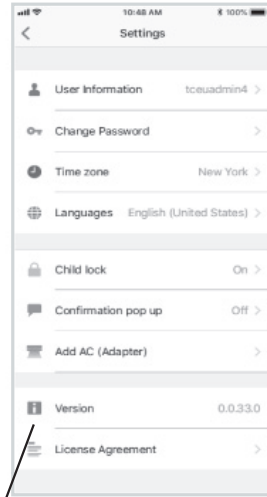 10:48 AM 100%
Settings
User Information tceuadmin4 >
Change Password >
Time zone New York >
Languages English (United States) >
Child lock On >
Confirmation pop up Off >
Add AC (Adapter) >
Version 0.0.33.0
License Agreement >